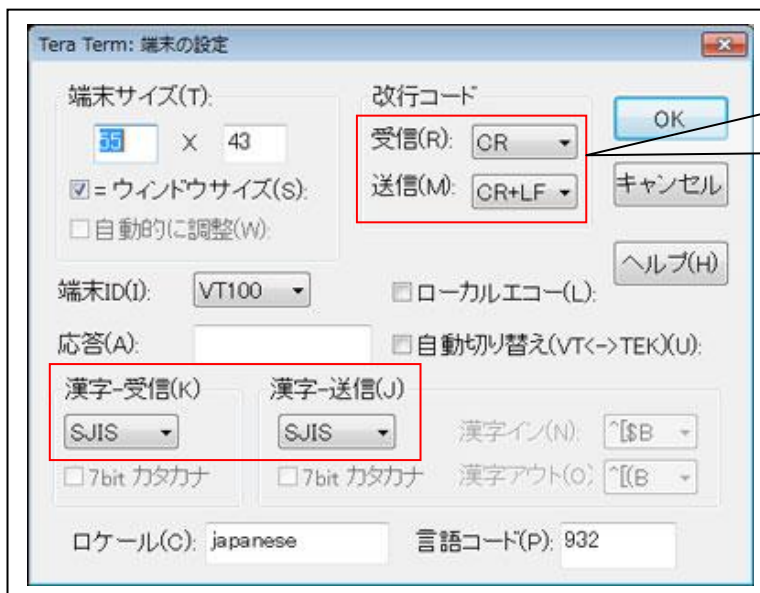 Tera Term: 端末の設定
端末サイズ(T):
55 X 43
= ウィンドウサイズ(S):
自動的に調整(W):
改行コード
受信(R): CR
送信(M): CR+LF
OK
キャンセル
ヘルプ(H)
端末ID(I): VT100
ローカルエコー(L):
応答(A):
自動切り替え(VT<->TEK)(U):
漢字-受信(K)
SJIS
7bit カタカナ
漢字-送信(J)
SJIS
7bit カタカナ
漢字イン(N): ^[$B
漢字アウト(O) ^[(B
ロケール(C): japanese
言語コード(P): 932